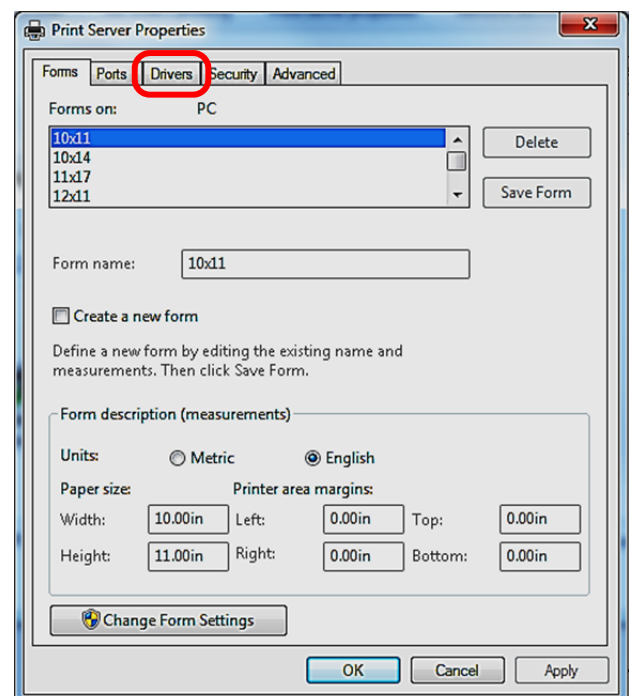 Print Server Properties
Forms Ports Drivers Security Advanced
Forms on: PC
10x11
10x14
11x17
12x11
Delete
Save Form
Form name: 10x11
Create a new form
Define a new form by editing the existing name and
measurements. Then click Save Form.
Form description (measurements)
Units: Metric English
Paper size: Printer area margins:
Width: 10.00in Left: 0.00in Top: 0.00in
Height: 11.00in Right: 0.00in Bottom: 0.00in
Change Form Settings
OK Cancel Apply